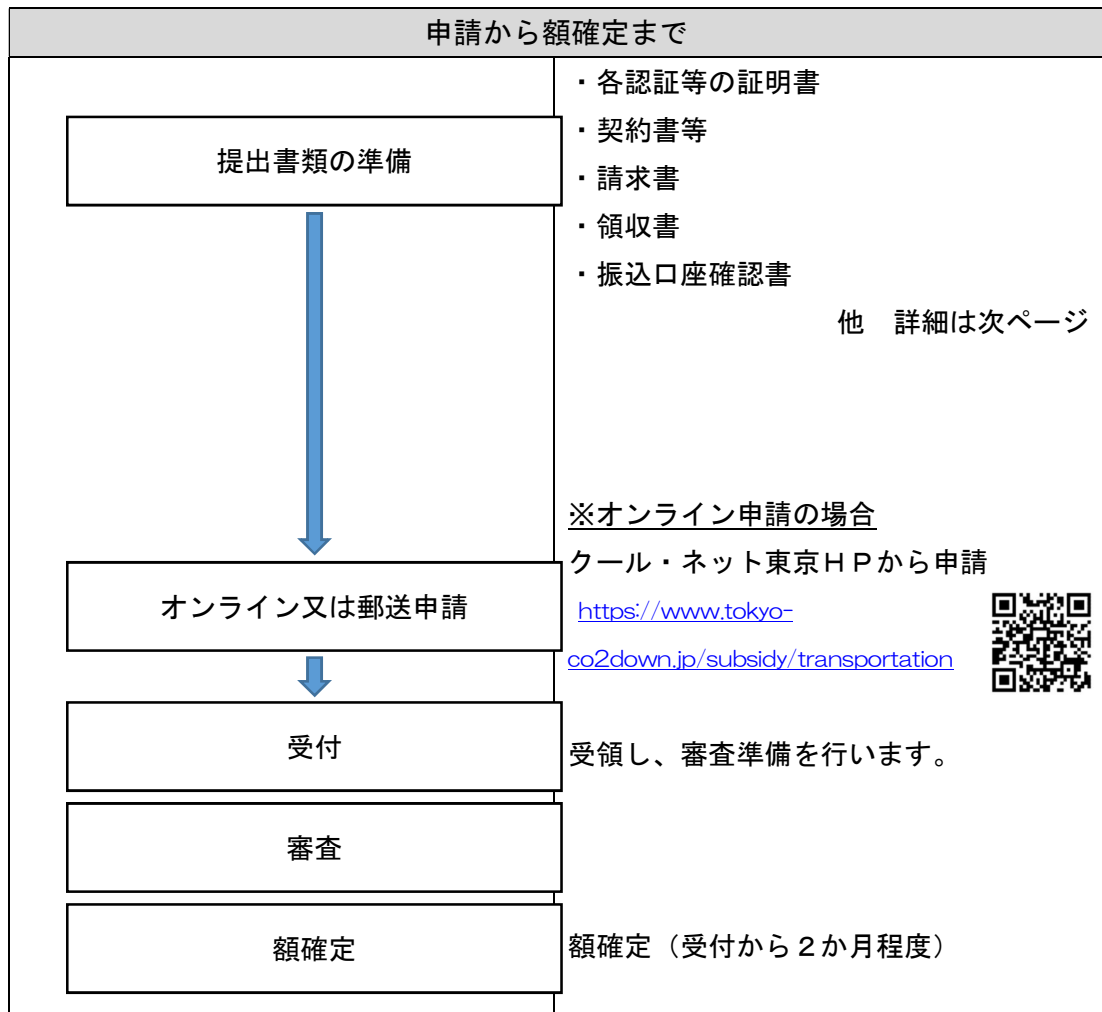 申請から額確定まで
提出書類の準備
・各認証等の証明書
・契約書等
・請求書
・領収書
・振込口座確認書
他　詳細は次ページ
オンライン又は郵送申請
※オンライン申請の場合
クール・ネット東京ＨＰから申請
https://www.tokyo-
co2down.jp/subsidy/transportation
受付
受領し、審査準備を行います。
審査
額確定
額確定（受付から２か月程度）